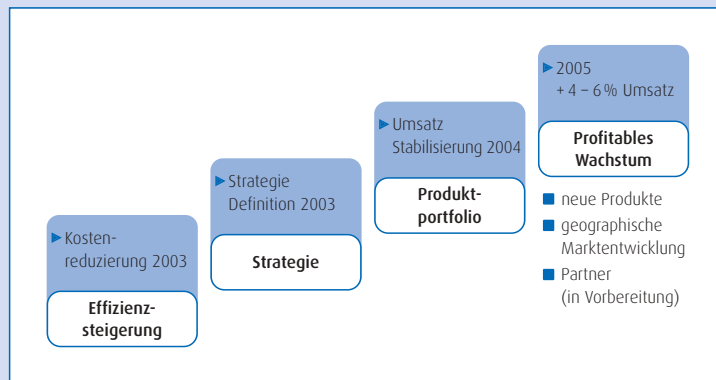 ▶ Kosten-
reduzierung 2003
Effizienz-
steigerung
▶ Strategie
Definition 2003
Strategie
▶ Umsatz
Stabilisierung 2004
Produkt-
portfolio
▶ 2005
+ 4 – 6 % Umsatz
Profitables
Wachstum
■ neue Produkte
■ geographische
Marktentwicklung
■ Partner
(in Vorbereitung)